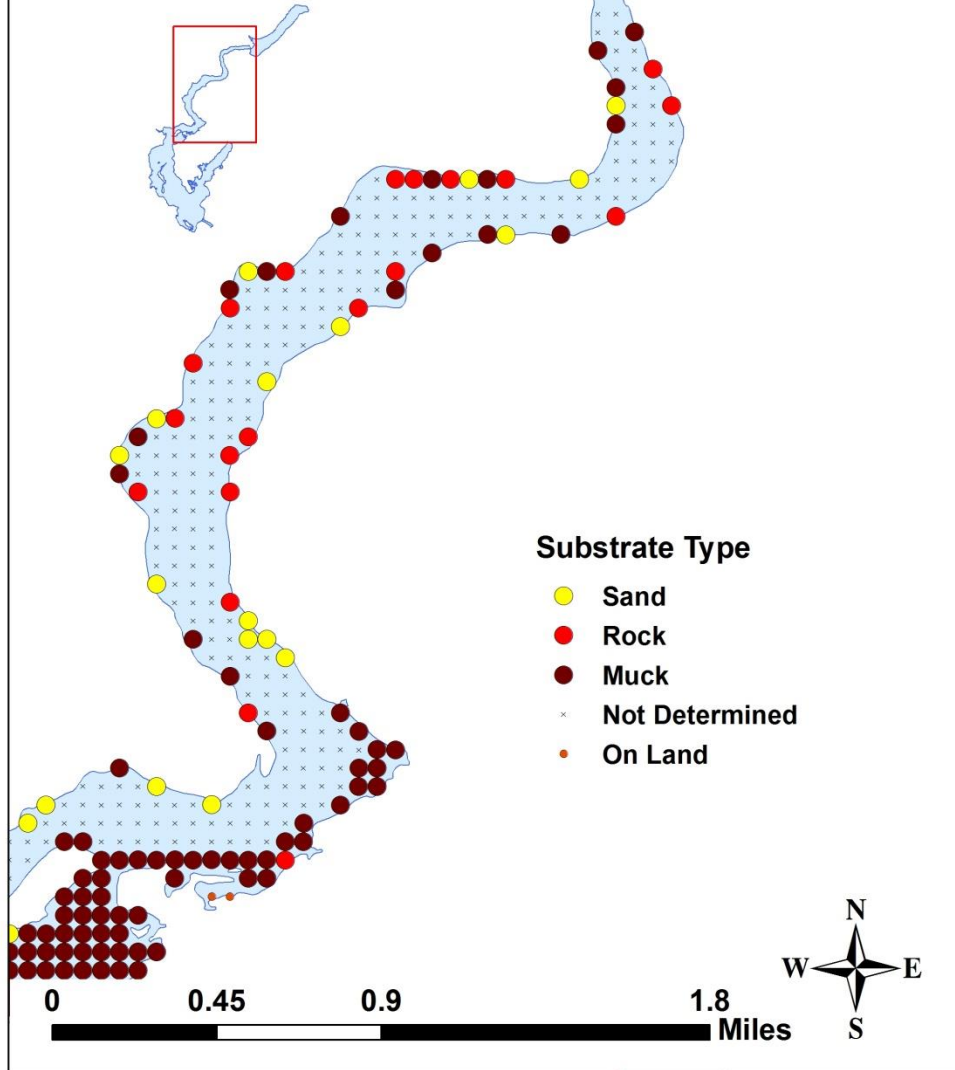 Substrate Type
Sand
Rock
Muck
Not Determined
On Land
N
W E
S
0 0.45 0.9 1.8
Miles